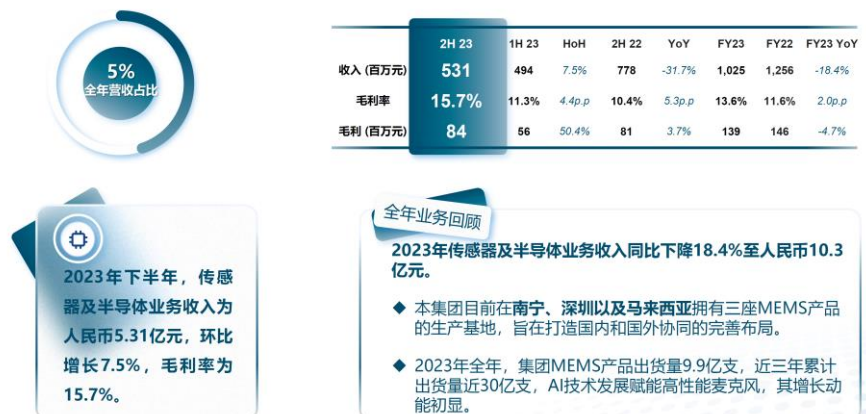 5%
全年营收占比
2H 23 1H 23 HoH 2H 22 YoY FY23 FY22 FY23 YoY
收入 (百万元) 531 494 7.5% 778 -31.7% 1,025 1,256 -18.4%
毛利率 15.7% 11.3% 4.4p.p 10.4% 5.3p.p 13.6% 11.6% 2.0p.p
毛利 (百万元) 84 56 50.4% 81 3.7% 139 146 -4.7%
2023年下半年，传感
器及半导体业务收入为
人民币5.31亿元，环比
增长7.5%，毛利率为
15.7%。
全年业务回顾
2023年传感器及半导体业务收入同比下降18.4%至人民币10.3
亿元。
◆ 本集团目前在南宁、深圳以及马来西亚拥有三座MEMS产品
的生产基地，旨在打造国内和国外协同的完善布局。
◆ 2023年全年，集团MEMS产品出货量9.9亿支，近三年累计
出货量近30亿支，AI技术发展赋能高性能麦克风，其增长动
能初显。